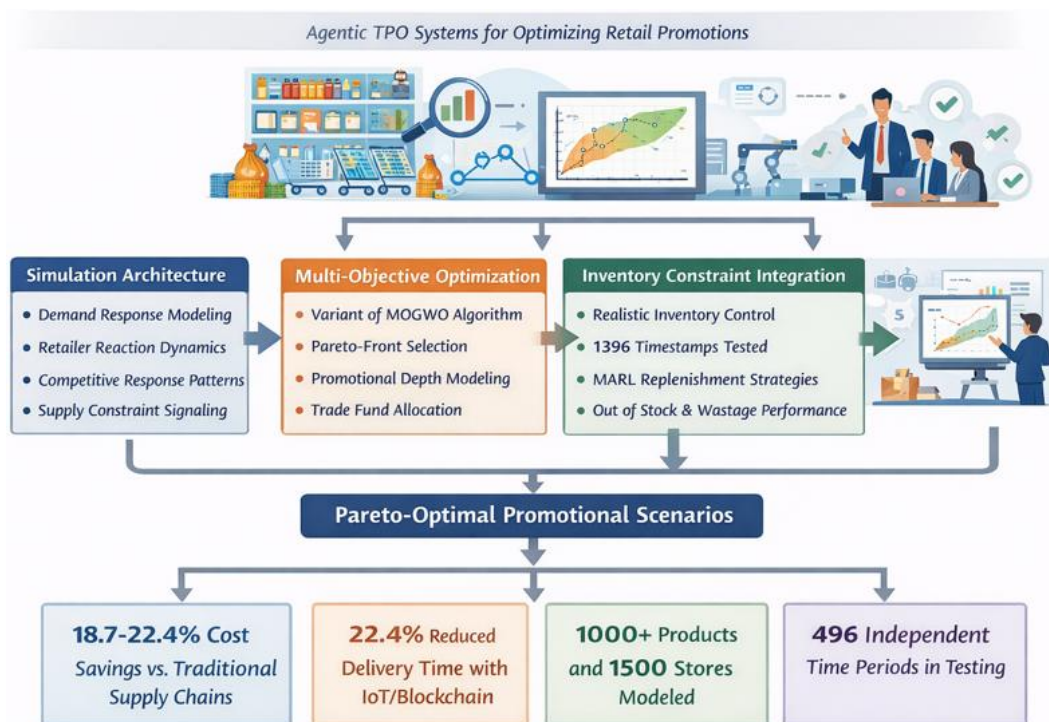 Agentic TPO Systems for Optimizing Retail Promotions
Simulation Architecture
• Demand Response Modeling
• Retailer Reaction Dynamics
• Competitive Response Patterns
• Supply Constraint Signaling
Multi-Objective Optimization
• Variant of MOGWO Algorithm
• Pareto-Front Selection
• Promotional Depth Modeling
• Trade Fund Allocation
Inventory Constraint Integration
• Realistic Inventory Control
• 1396 Timestamps Tested
• MARL Replenishment Strategies
• Out of Stock & Wastage Performance
5
Pareto-Optimal Promotional Scenarios
18.7-22.4% Cost
Savings vs. Traditional
Supply Chains
22.4% Reduced
Delivery Time with
IoT/Blockchain
1000+ Products
and 1500 Stores
Modeled
496 Independent
Time Periods in Testing